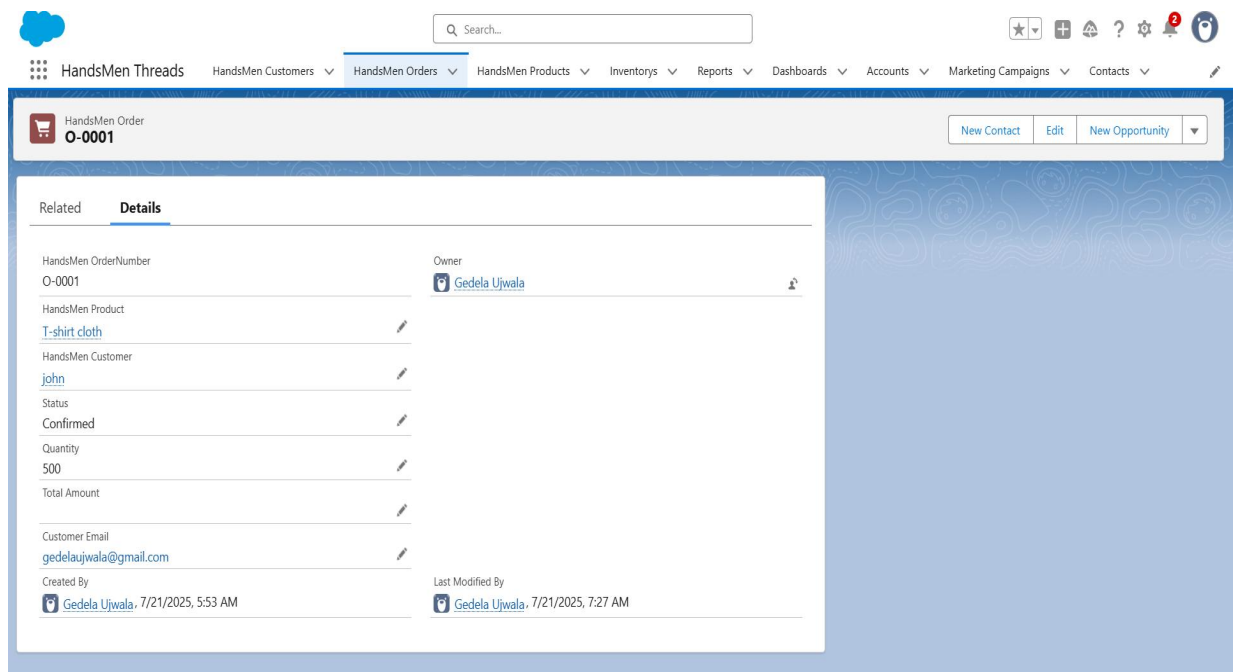 Search...
2
HandsMen Threads HandsMen Customers HandsMen Orders HandsMen Products Inventorys Reports Dashboards Accounts Marketing Campaigns Contacts
HandsMen Order
O-0001
New Contact Edit New Opportunity
Related Details
HandsMen OrderNumber
O-0001
Owner
Gedela Ujwala
HandsMen Product
T-shirt cloth
HandsMen Customer
john
Status
Confirmed
Quantity
500
Total Amount
Customer Email
gedelaujwala@gmail.com
Created By
Gedela Ujwala, 7/21/2025, 5:53 AM
Last Modified By
Gedela Ujwala, 7/21/2025, 7:27 AM